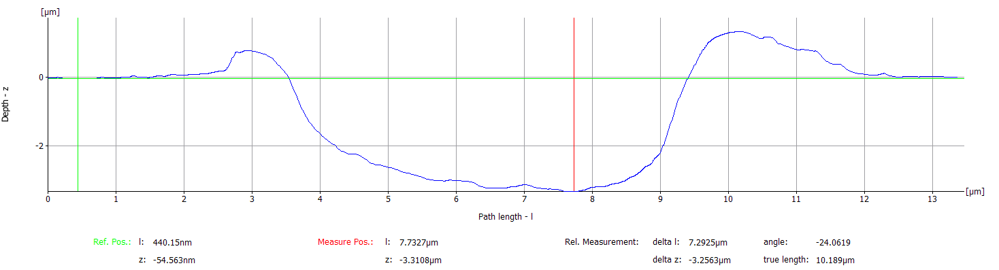 [µm]
0
-2
Depth - z
0 1 2 3 4 5 6 7 8 9 10 11 12 13 [µm]
Path length - l
Ref. Pos.: l: 440.15nm Measure Pos.: l: 7.7327µm Rel. Measurement: delta l: 7.2925µm angle: -24.0619
z: -54.563nm z: -3.3108µm delta z: -3.2563µm true length: 10.189µm